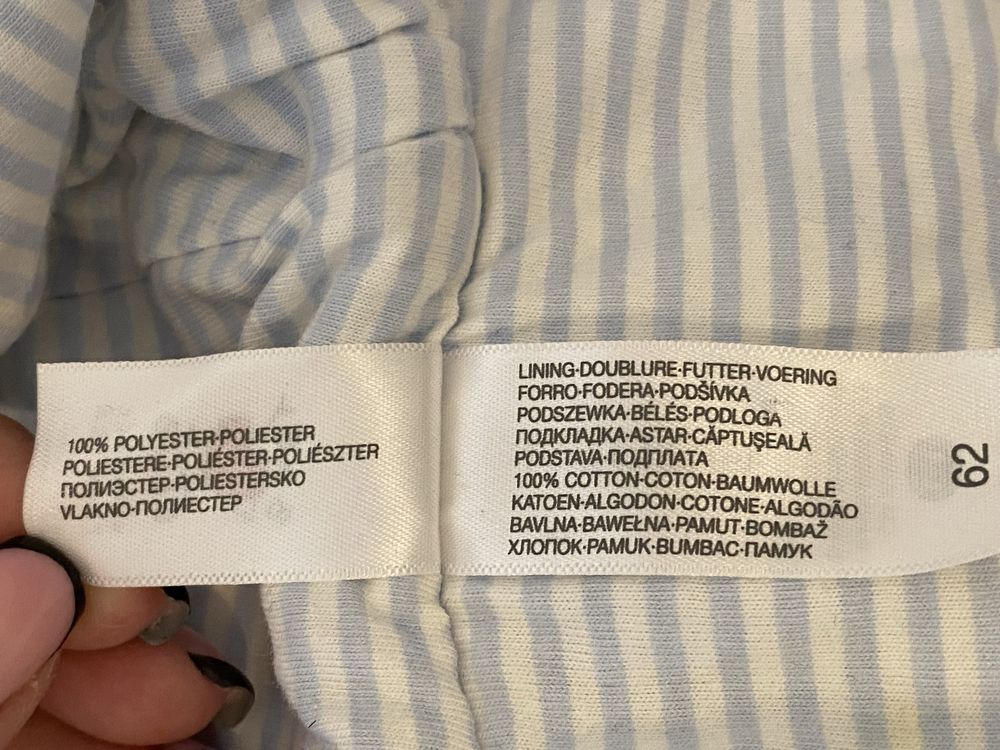 100% POLYESTER·POLIESTER
POLIESTERE·POLIÉSTER·POLIÉSZTER
ПОЛИЭСТЕР·POLIESTERSKO
VLAKNO·ПОЛИЕСТЕР
LINING·DOUBLURE·FUTTER·VOERING
FORRO·FODERA·PODŠÍVKA
PODSZEWKA·BÉLÉS·PODLOGA
ПОДКЛАДКА·ASTAR·CĂPTUŞEALĂ
PODSTAVA·ПОДПЛАТА
100% COTTON·COTON·BAUMWOLLE
KATOEN·ALGODON·COTONE·ALGODÃO
BAVLNA·BAWEŁNA·PAMUT·BOMBAŽ
ХЛОПОК·PAMUK·BUMBAC·ПАМУК
62